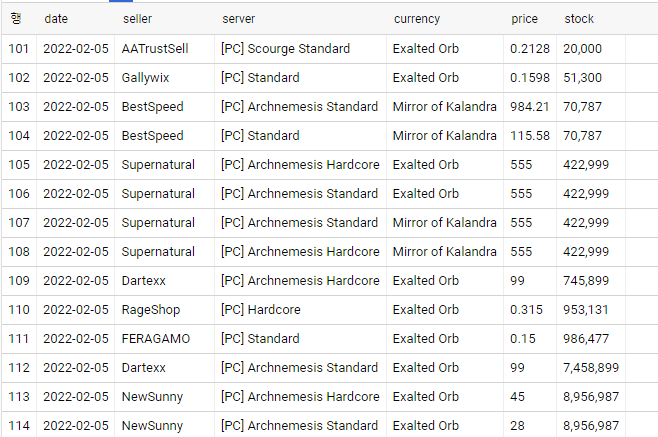 행 date seller server currency price stock
101 2022-02-05 AATrustSell [PC] Scourge Standard Exalted Orb 0.2128 20,000
102 2022-02-05 Gallywix [PC] Standard Exalted Orb 0.1598 51,300
103 2022-02-05 BestSpeed [PC] Archnemesis Standard Mirror of Kalandra 984.21 70,787
104 2022-02-05 BestSpeed [PC] Standard Mirror of Kalandra 115.58 70,787
105 2022-02-05 Supernatural [PC] Archnemesis Hardcore Exalted Orb 555 422,999
106 2022-02-05 Supernatural [PC] Archnemesis Standard Exalted Orb 555 422,999
107 2022-02-05 Supernatural [PC] Archnemesis Standard Mirror of Kalandra 555 422,999
108 2022-02-05 Supernatural [PC] Archnemesis Hardcore Mirror of Kalandra 555 422,999
109 2022-02-05 Dartexx [PC] Archnemesis Hardcore Exalted Orb 99 745,899
110 2022-02-05 RageShop [PC] Hardcore Exalted Orb 0.315 953,131
111 2022-02-05 FERAGAMO [PC] Standard Exalted Orb 0.15 986,477
112 2022-02-05 Dartexx [PC] Archnemesis Standard Exalted Orb 99 7,458,899
113 2022-02-05 NewSunny [PC] Archnemesis Hardcore Exalted Orb 45 8,956,987
114 2022-02-05 NewSunny [PC] Archnemesis Standard Exalted Orb 28 8,956,987